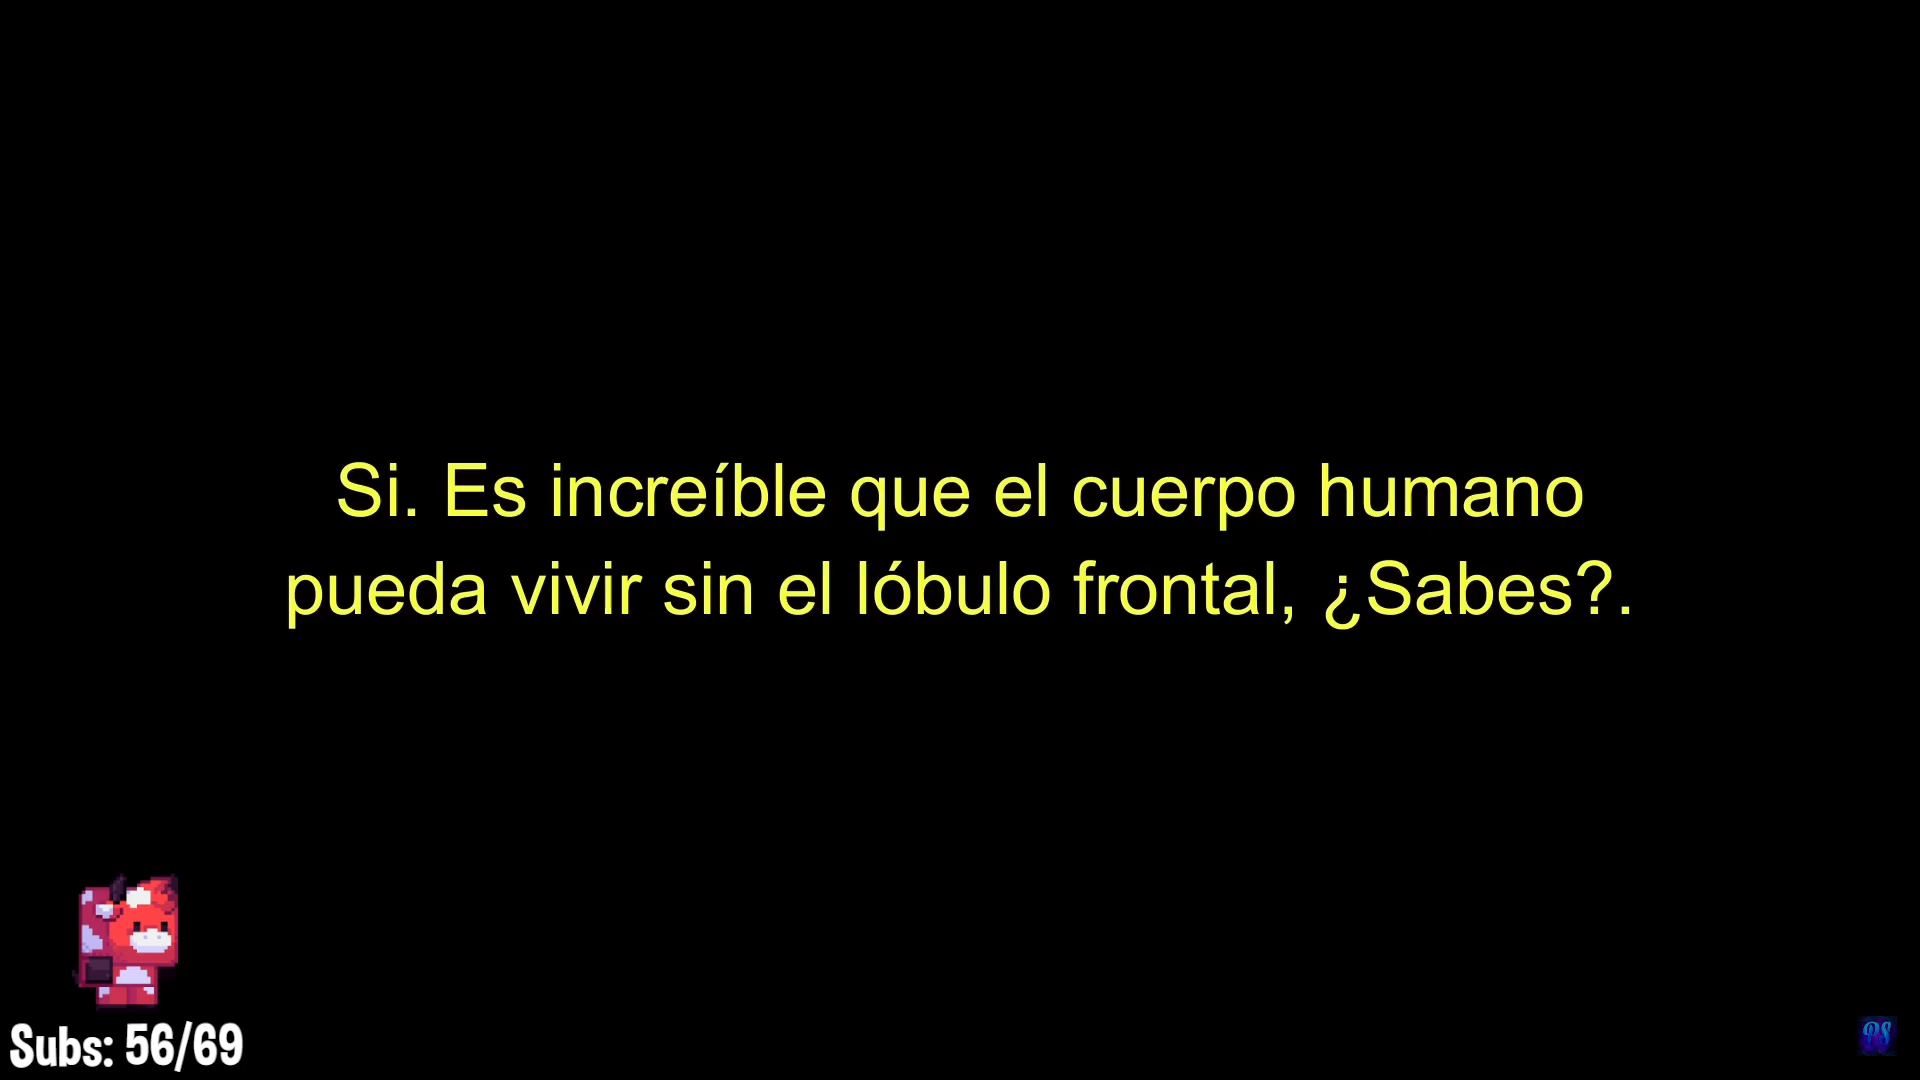 Si. Es increíble que el cuerpo humano
pueda vivir sin el lóbulo frontal, ¿Sabes?.
Subs: 56/69